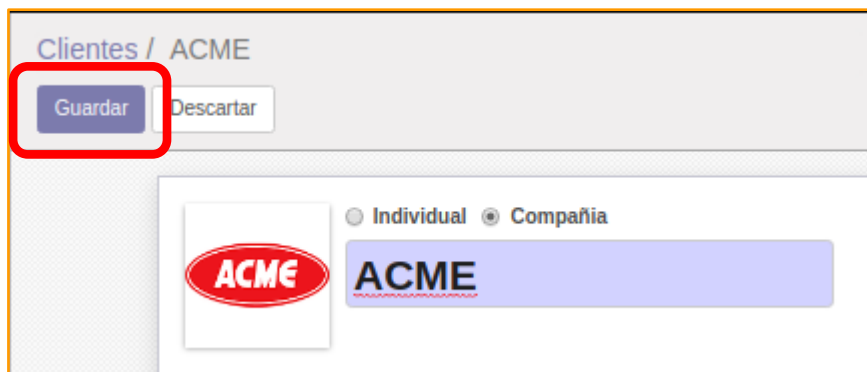 Clientes / ACME
Guardar Descartar
Individual Compañia
ACME ACME